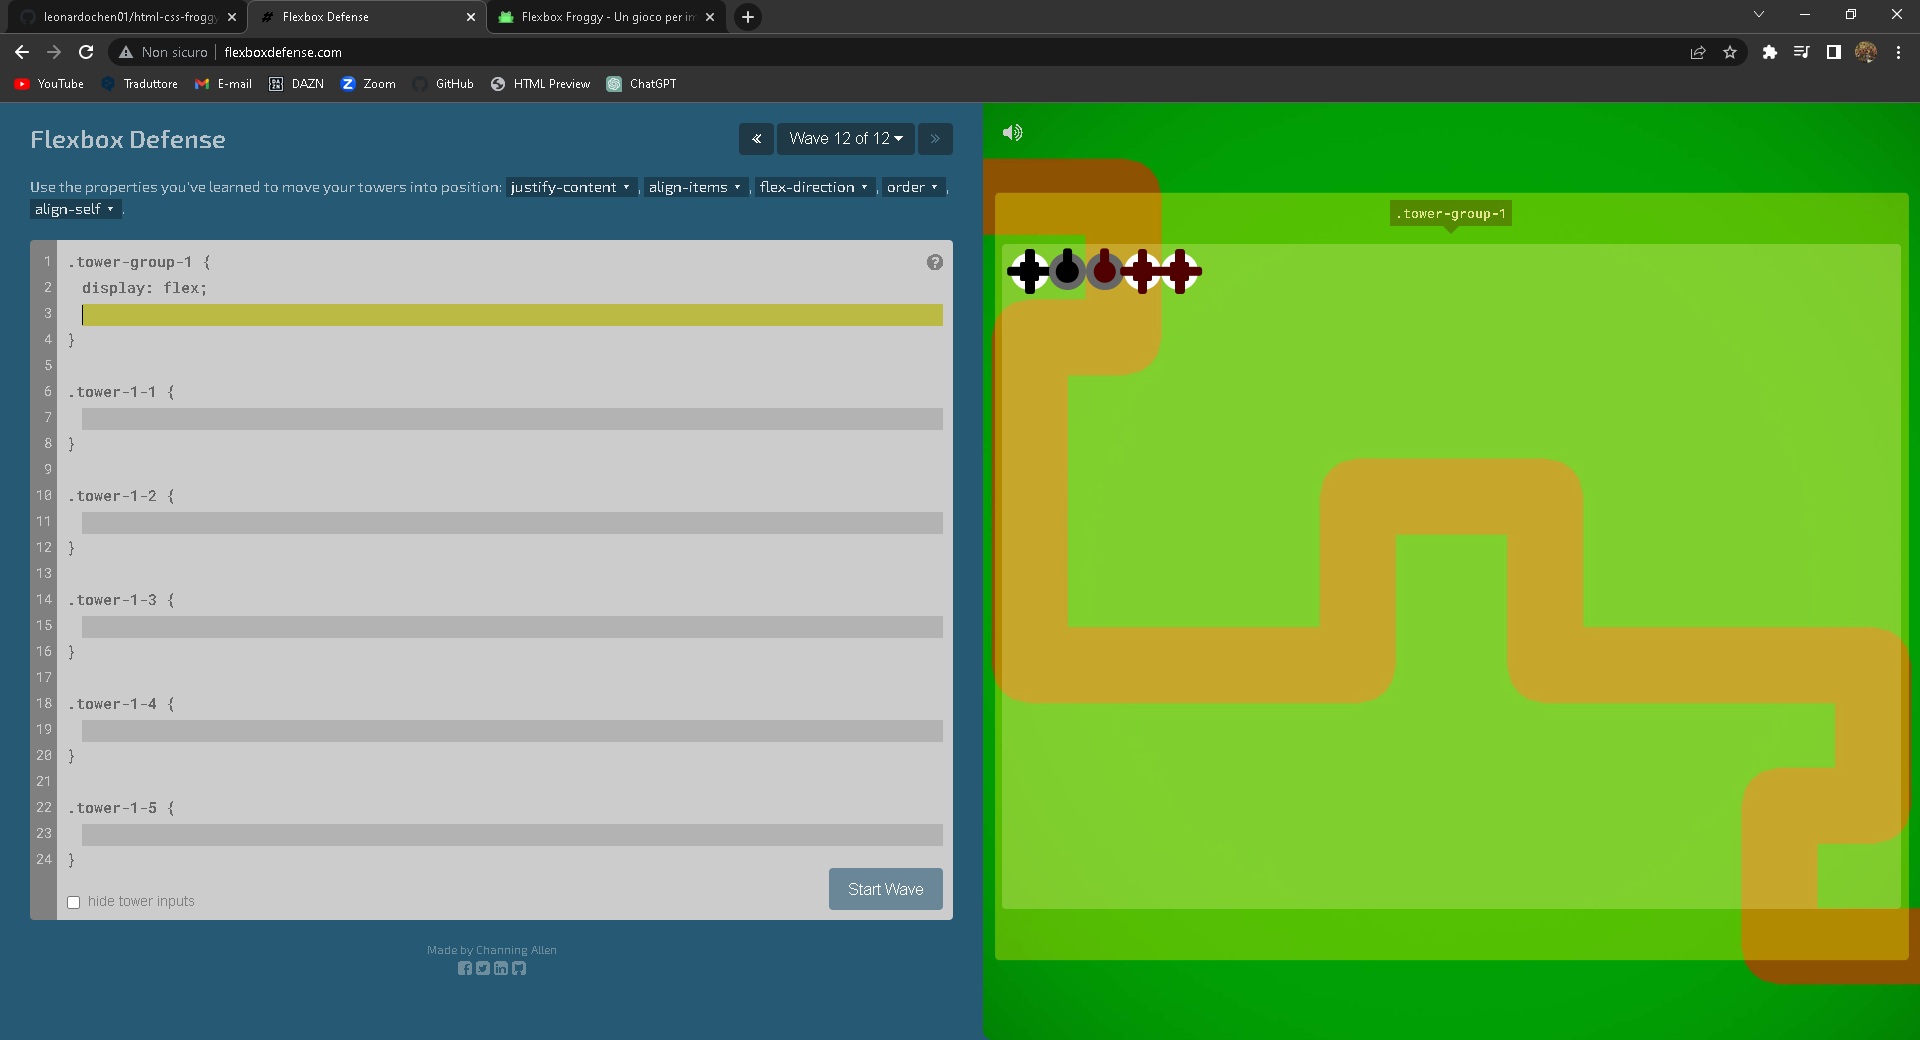 leonardochen01/html-css-froggy
Flexbox Defense
Flexbox Froggy - Un gioco per im
Non sicuro
flexboxdefense.com
YouTube
Traduttore
E-mail
DAZN
Zoom
GitHub
HTML Preview
ChatGPT
Flexbox Defense
« Wave 12 of 12 »
Use the properties you've learned to move your towers into position: justify-content , align-items , flex-direction , order ,
align-self .
1 .tower-group-1 {
2 display: flex;
3
4 }
5
6 .tower-1-1 {
7
8 }
9
10 .tower-1-2 {
11
12 }
13
14 .tower-1-3 {
15
16 }
17
18 .tower-1-4 {
19
20 }
21
22 .tower-1-5 {
23
24 }
hide tower inputs
Start Wave
Made by Channing Allen
.tower-group-1